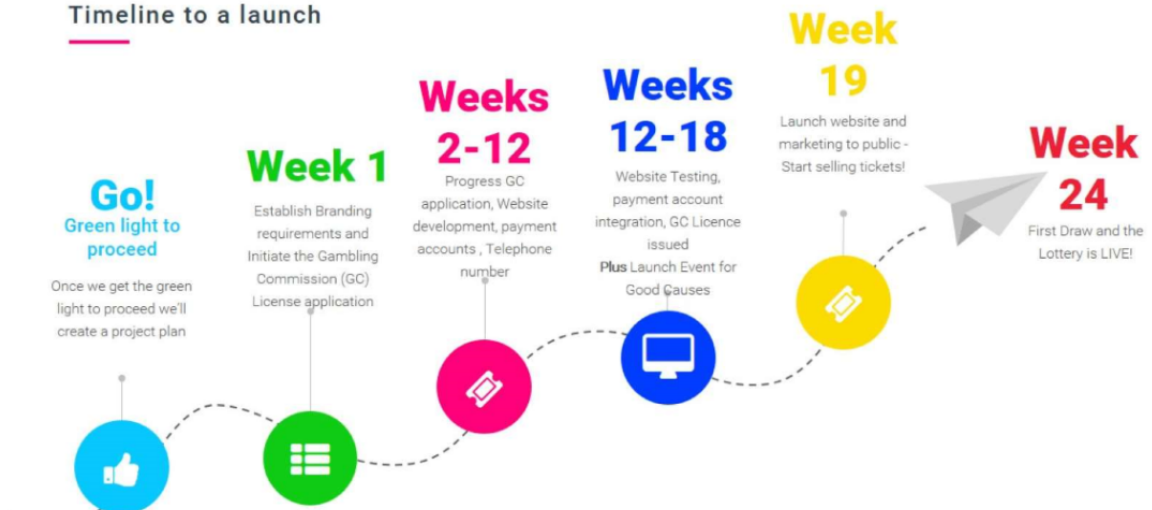 Timeline to a launch
Go!
Green light to
proceed
Once we get the green
light to proceed we'll
create a project plan
Week 1
Establish Branding
requirements and
Initiate the Gambling
Commission (GC)
License application
Weeks
2-12
Progress GC
application, Website
development, payment
accounts , Telephone
number
Weeks
12-18
Website Testing,
payment account
integration, GC Licence
issued
Plus Launch Event for
Good Causes
Week
19
Launch website and
marketing to public -
Start selling tickets!
Week
24
First Draw and the
Lottery is LIVE!